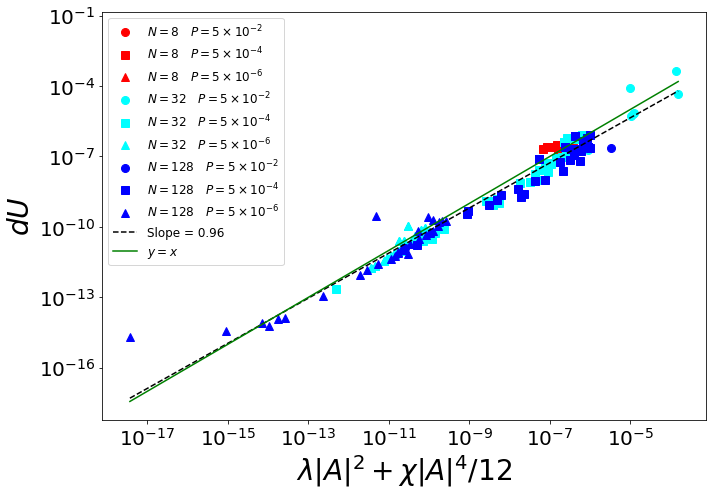 10⁻¹
10⁻⁴
10⁻⁷
10⁻¹⁰
10⁻¹³
10⁻¹⁶
dU
N = 8 P = 5 × 10⁻²
N = 8 P = 5 × 10⁻⁴
N = 8 P = 5 × 10⁻⁶
N = 32 P = 5 × 10⁻²
N = 32 P = 5 × 10⁻⁴
N = 32 P = 5 × 10⁻⁶
N = 128 P = 5 × 10⁻²
N = 128 P = 5 × 10⁻⁴
N = 128 P = 5 × 10⁻⁶
Slope = 0.96
y = x
10⁻¹⁷ 10⁻¹⁵ 10⁻¹³ 10⁻¹¹ 10⁻⁹ 10⁻⁷ 10⁻⁵
λ|A|² + χ|A|⁴/12